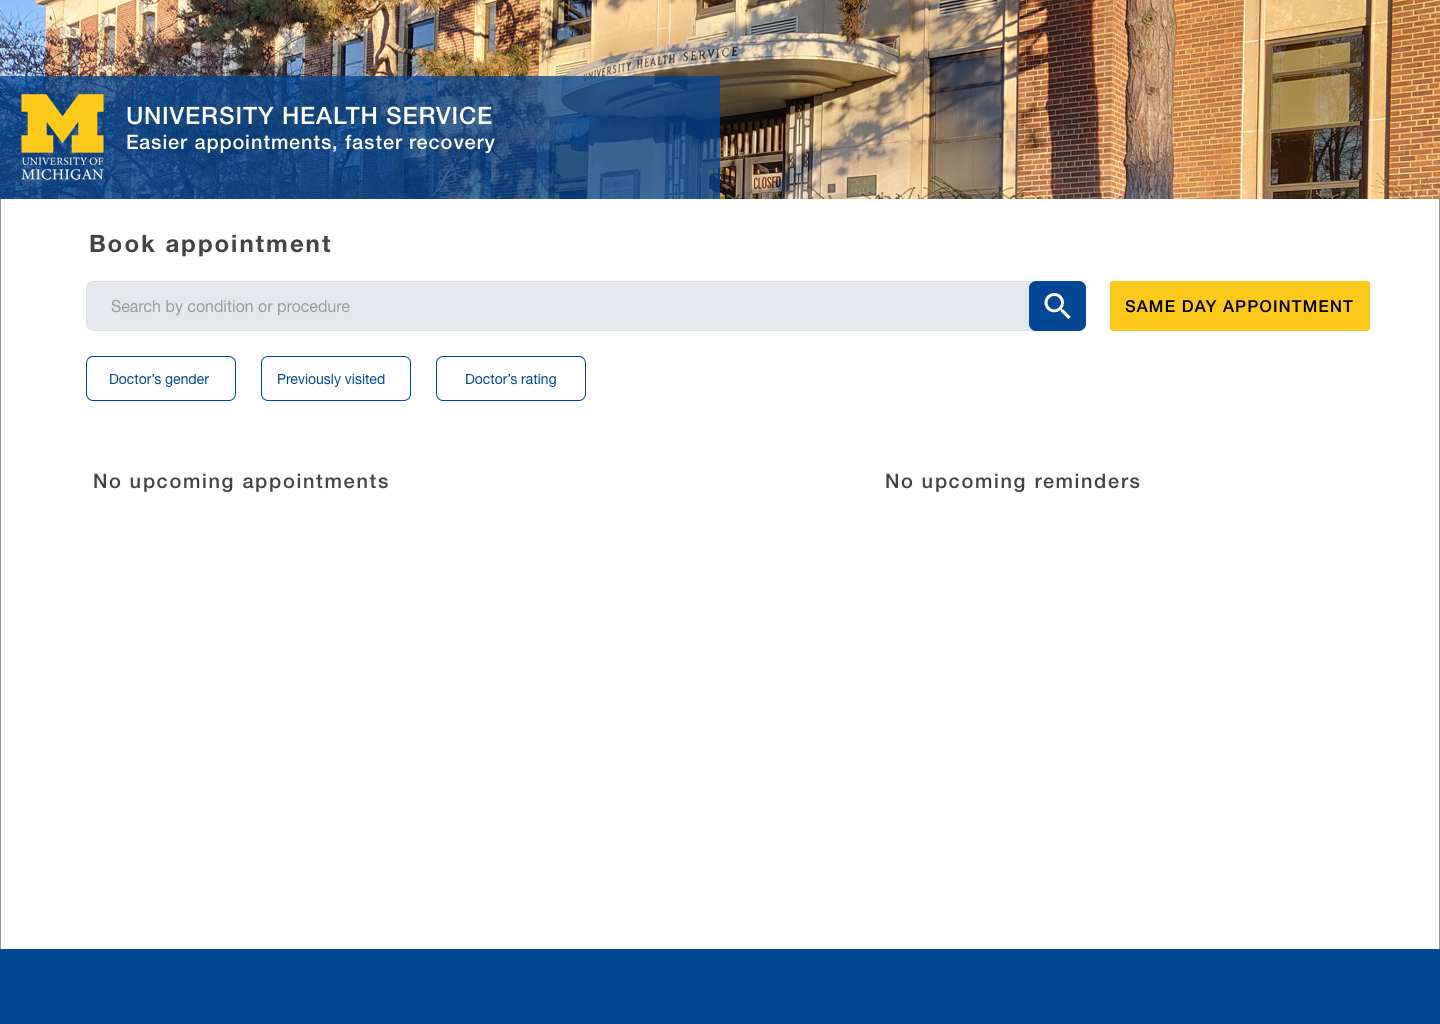 UNIVERSITY HEALTH SERVICE
CLOSED
UNIVERSITY OF
MICHIGAN
UNIVERSITY HEALTH SERVICE
Easier appointments, faster recovery
Book appointment
Search by condition or procedure
SAME DAY APPOINTMENT
Doctor’s gender
Previously visited
Doctor’s rating
No upcoming appointments
No upcoming reminders